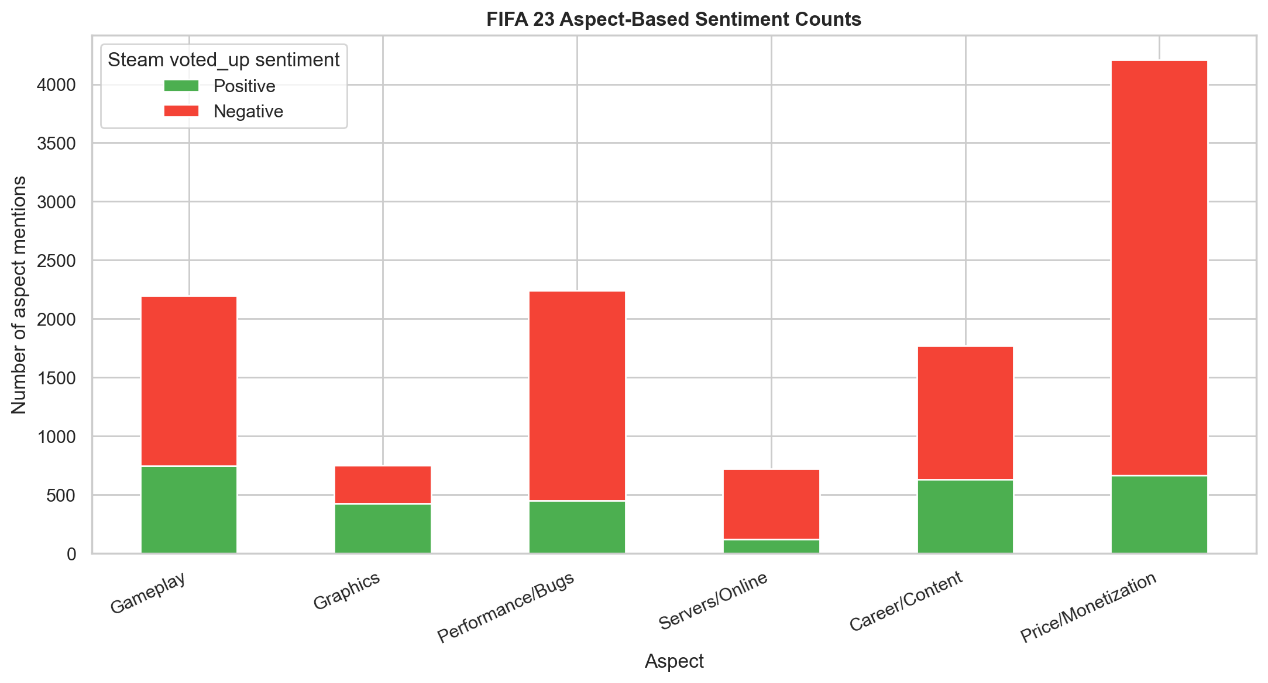 FIFA 23 Aspect-Based Sentiment Counts
Steam voted_up sentiment
Positive
Negative
Number of aspect mentions
4000
3500
3000
2500
2000
1500
1000
500
0
Gameplay
Graphics
Performance/Bugs
Servers/Online
Career/Content
Price/Monetization
Aspect